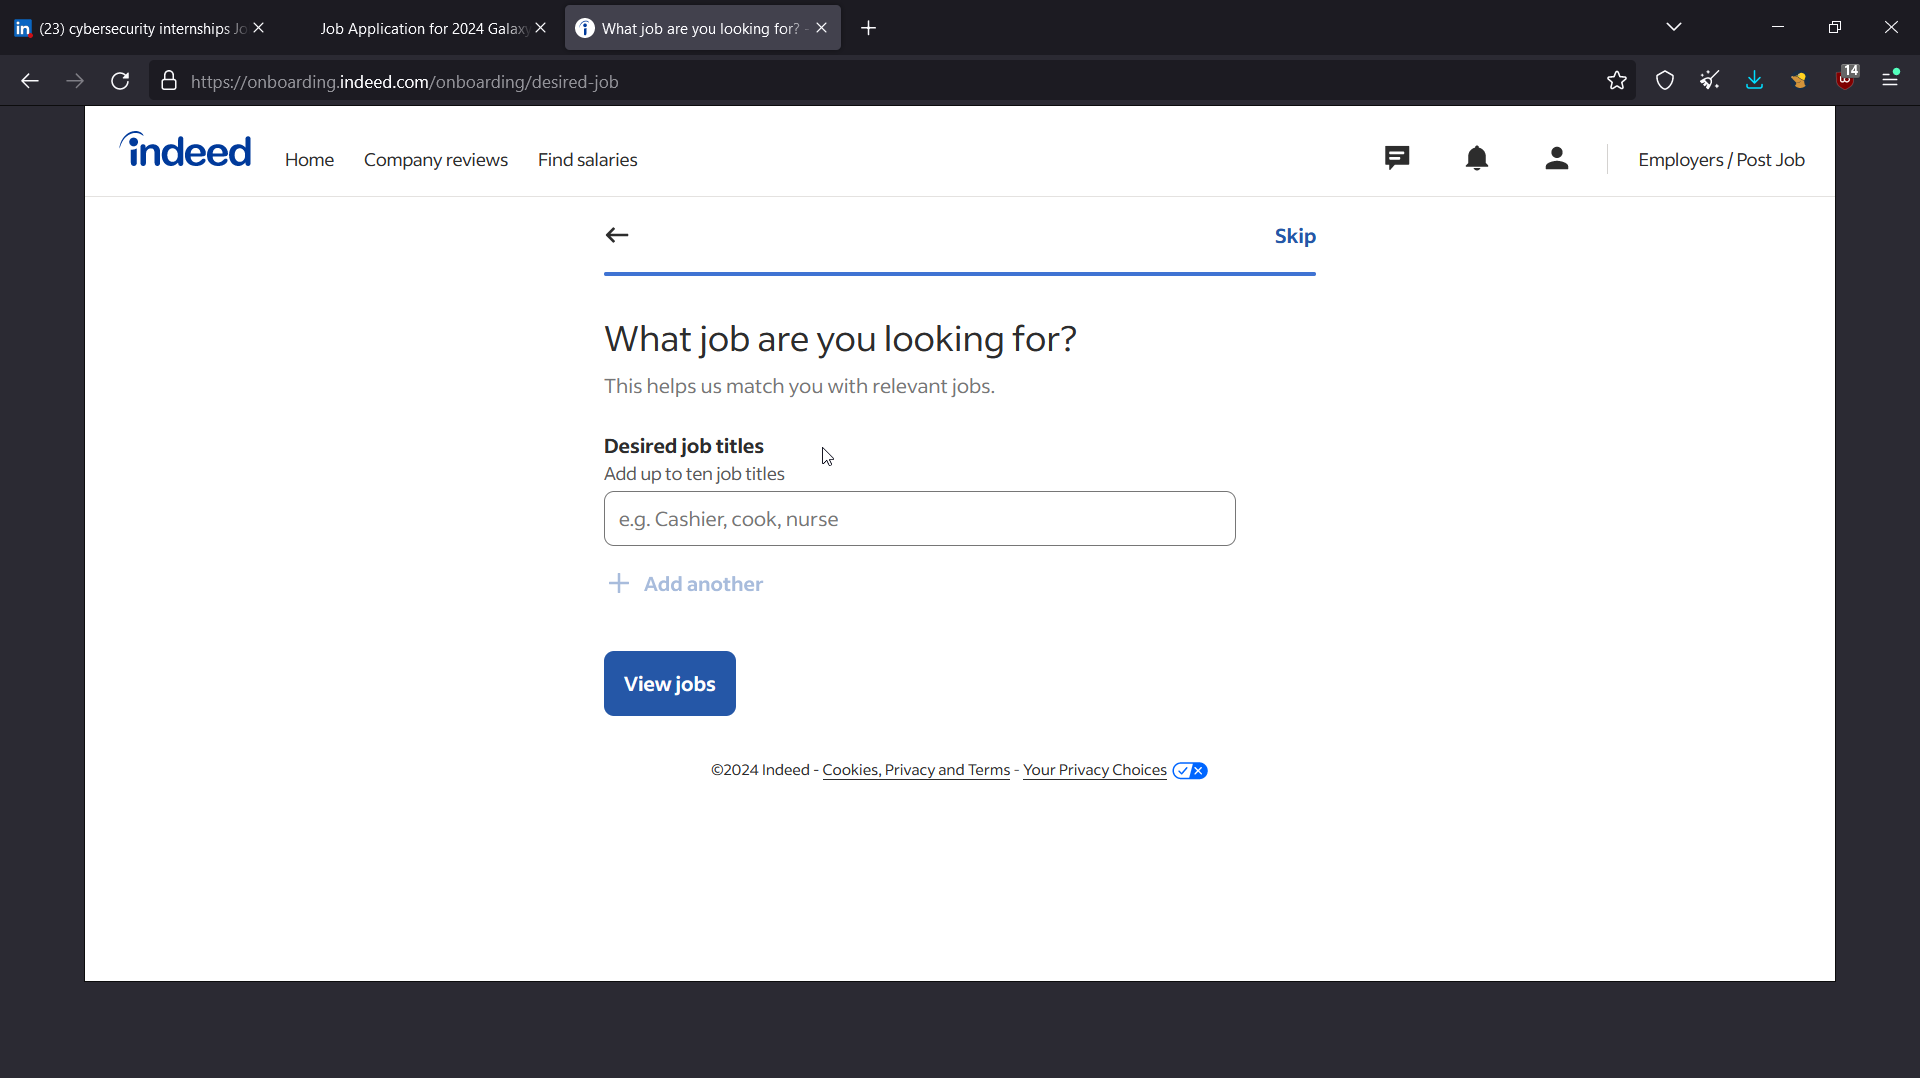 in (23) cybersecurity internships Jo
Job Application for 2024 Galaxy
What job are you looking for? -
https://onboarding.indeed.com/onboarding/desired-job
14
indeed
Home Company reviews Find salaries
Employers / Post Job
Skip
What job are you looking for?
This helps us match you with relevant jobs.
Desired job titles
Add up to ten job titles
e.g. Cashier, cook, nurse
+ Add another
View jobs
©2024 Indeed - Cookies, Privacy and Terms - Your Privacy Choices